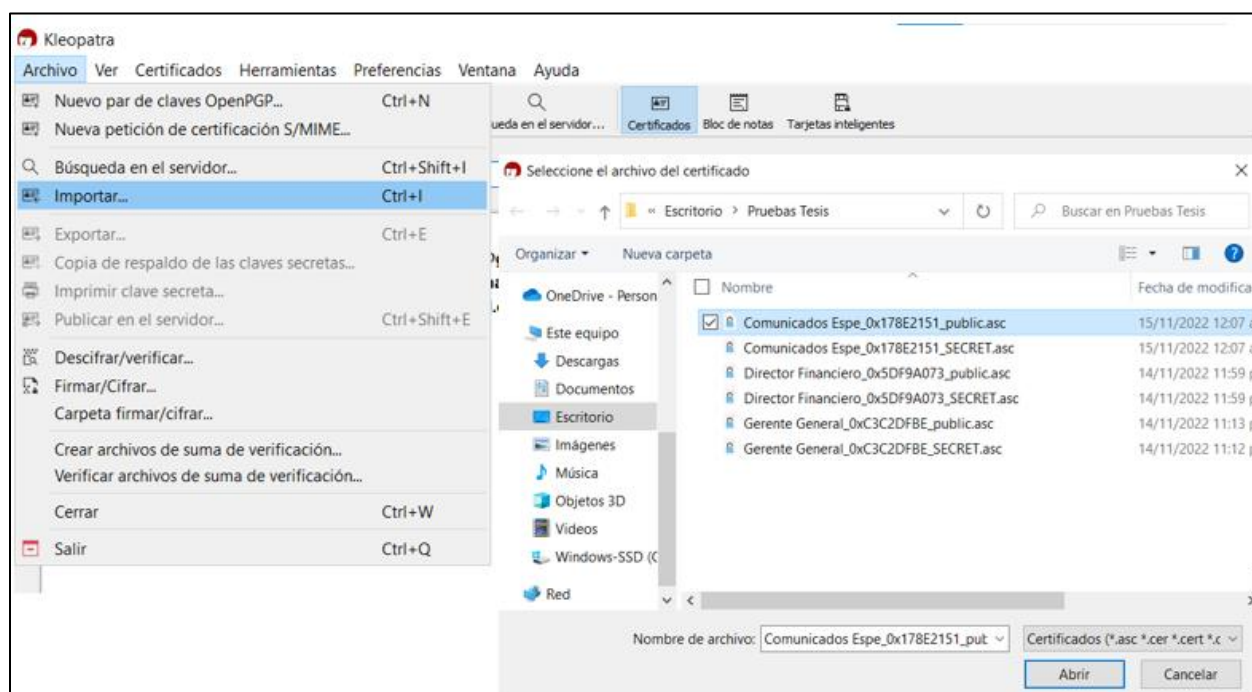 Kleopatra
Archivo Ver Certificados Herramientas Preferencias Ventana Ayuda
Nuevo par de claves OpenPGP... Ctrl+N
Nueva petición de certificación S/MIME...
Búsqueda en el servidor... Ctrl+Shift+I
Importar... Ctrl+I
Exportar... Ctrl+E
Copia de respaldo de las claves secretas...
Imprimir clave secreta...
Publicar en el servidor... Ctrl+Shift+E
Descifrar/verificar...
Firmar/Cifrar...
Carpeta firmar/cifrar...
Crear archivos de suma de verificación...
Verificar archivos de suma de verificación...
Cerrar Ctrl+W
Salir Ctrl+Q
ueda en el servidor... Certificados Bloc de notas Tarjetas inteligentes
Seleccione el archivo del certificado
« Escritorio > Pruebas Tesis Buscar en Pruebas Tesis
Organizar Nueva carpeta
OneDrive - Person
Este equipo
Descargas
Documentos
Escritorio
Imágenes
Música
Objetos 3D
Videos
Windows-SSD (C
Red
Nombre Fecha de modifica
Comunicados Espe_0x178E2151_public.asc 15/11/2022 12:07 a
Comunicados Espe_0x178E2151_SECRET.asc 15/11/2022 12:07 a
Director Financiero_0x5DF9A073_public.asc 14/11/2022 11:59 p
Director Financiero_0x5DF9A073_SECRET.asc 14/11/2022 11:59 p
Gerente General_0xC3C2DFBE_public.asc 14/11/2022 11:13 p
Gerente General_0xC3C2DFBE_SECRET.asc 14/11/2022 11:12 p
Nombre de archivo: Comunicados Espe_0x178E2151_put Certificados (*.asc *.cer *.cert *.c
Abrir Cancelar